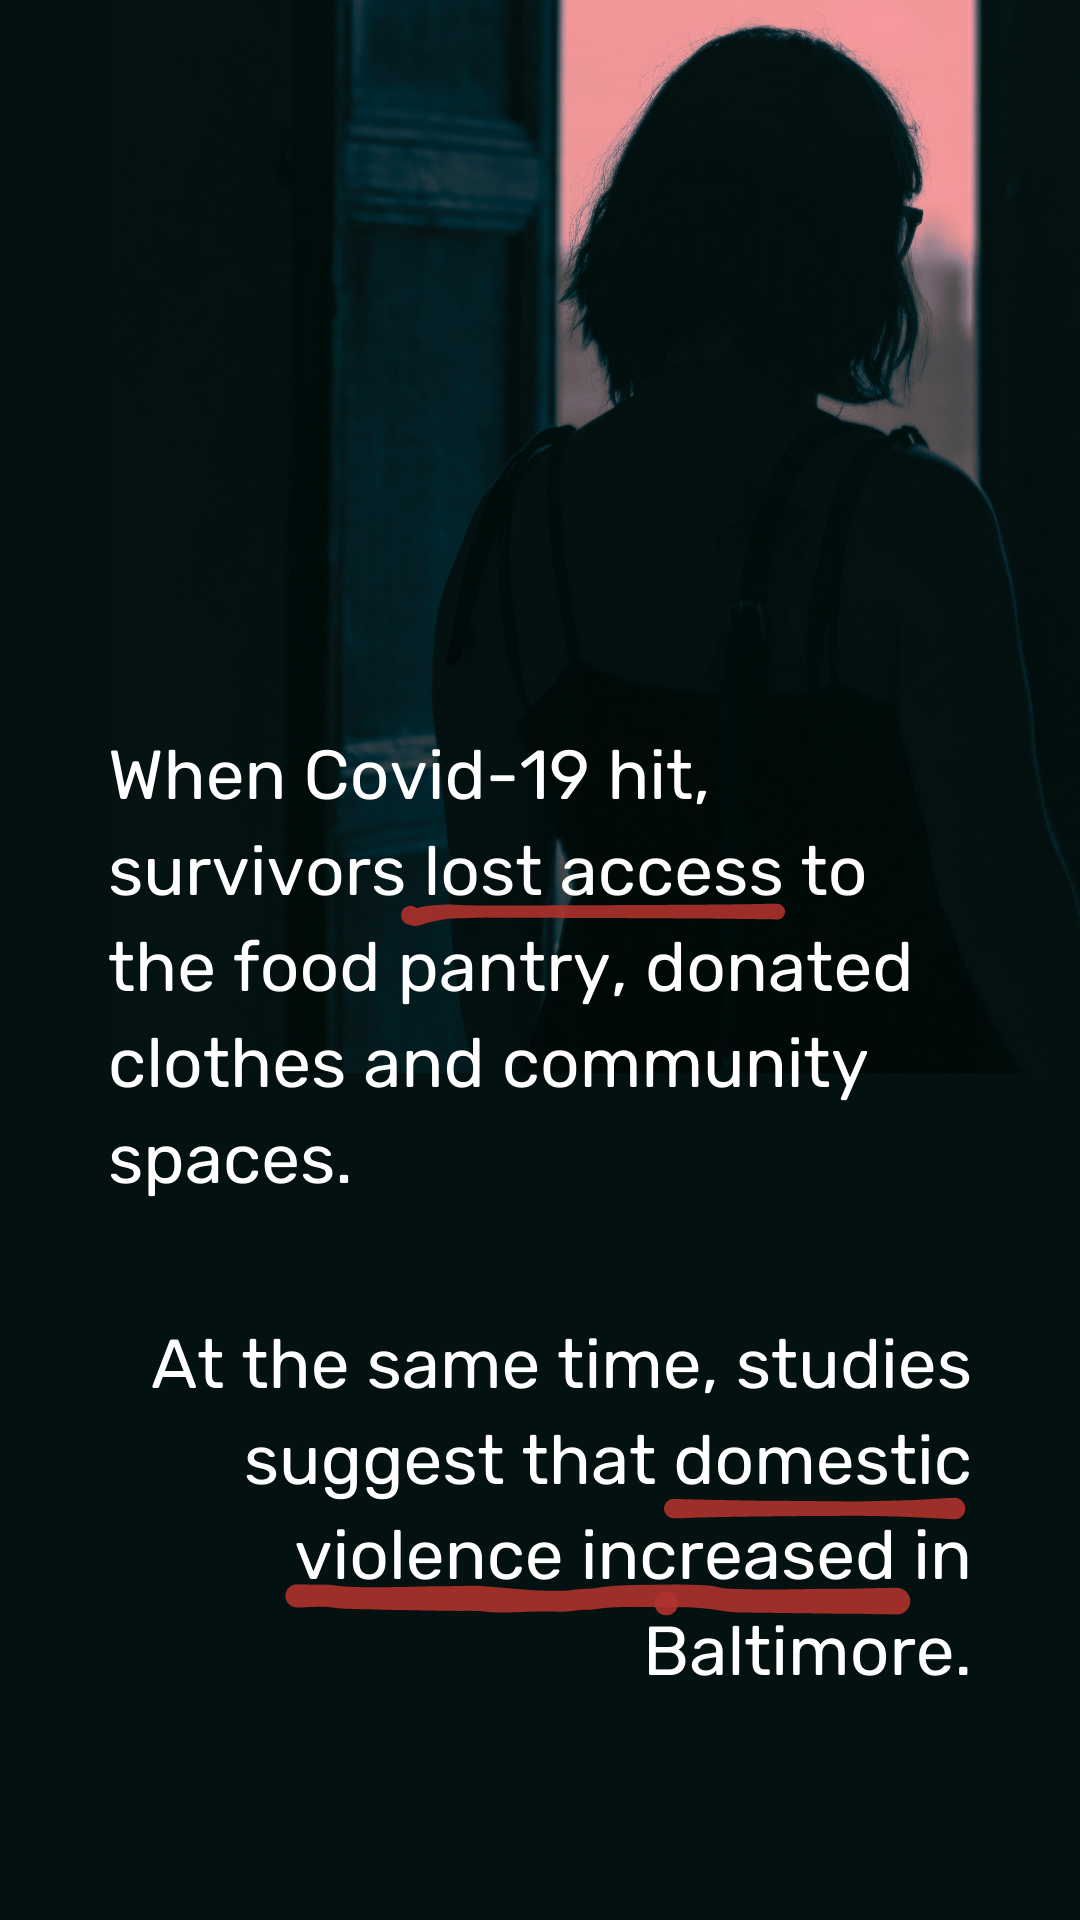 When Covid-19 hit,
survivors lost access to
the food pantry, donated
clothes and community
spaces.
At the same time, studies
suggest that domestic
violence increased in
Baltimore.